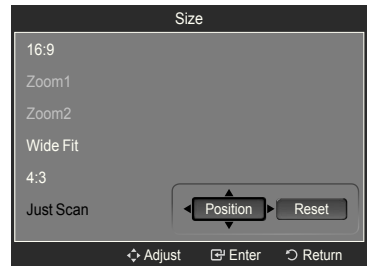 Size
16:9
Zoom1
Zoom2
Wide Fit
4:3
Just Scan
Position Reset
Adjust Enter Return